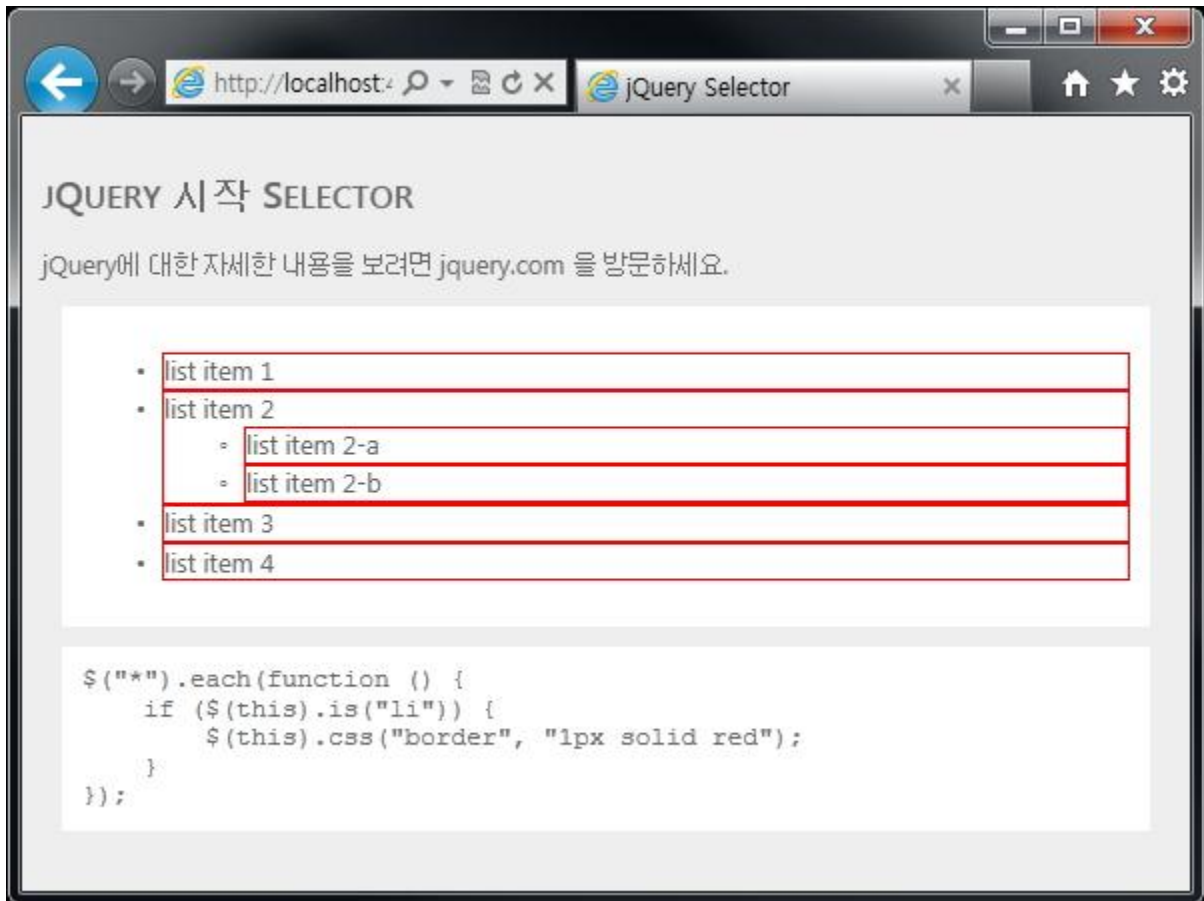 http://localhost:4
jQuery Selector
JQUERY 시작 SELECTOR
jQuery에 대한 자세한 내용을 보려면 jquery.com 을 방문하세요.
list item 1
list item 2
list item 2-a
list item 2-b
list item 3
list item 4
$("*").each(function () {
    if ($(this).is("li")) {
        $(this).css("border", "1px solid red");
    }
});